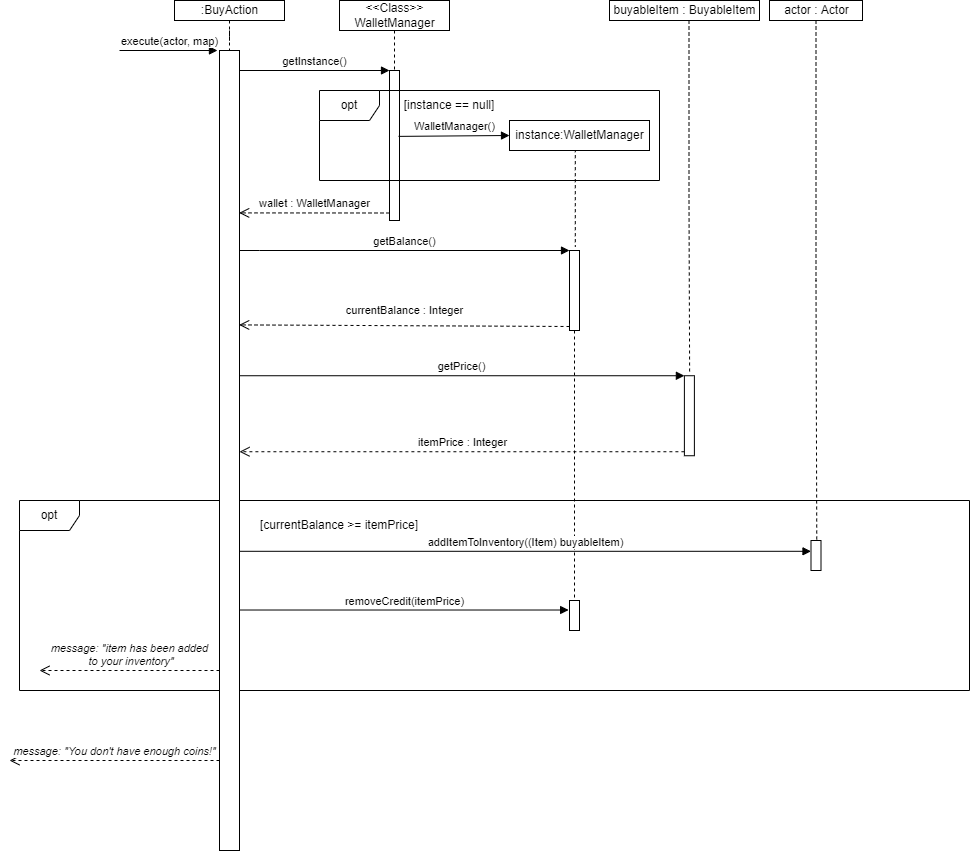 :BuyAction
<<Class>>
WalletManager
buyableItem : BuyableItem
actor : Actor
execute(actor, map)
getInstance()
opt
[instance == null]
WalletManager()
instance:WalletManager
wallet : WalletManager
getBalance()
currentBalance : Integer
getPrice()
itemPrice : Integer
opt
[currentBalance >= itemPrice]
addItemToInventory((Item) buyableItem)
removeCredit(itemPrice)
message: "item has been added
to your inventory"
message: "You don't have enough coins!"